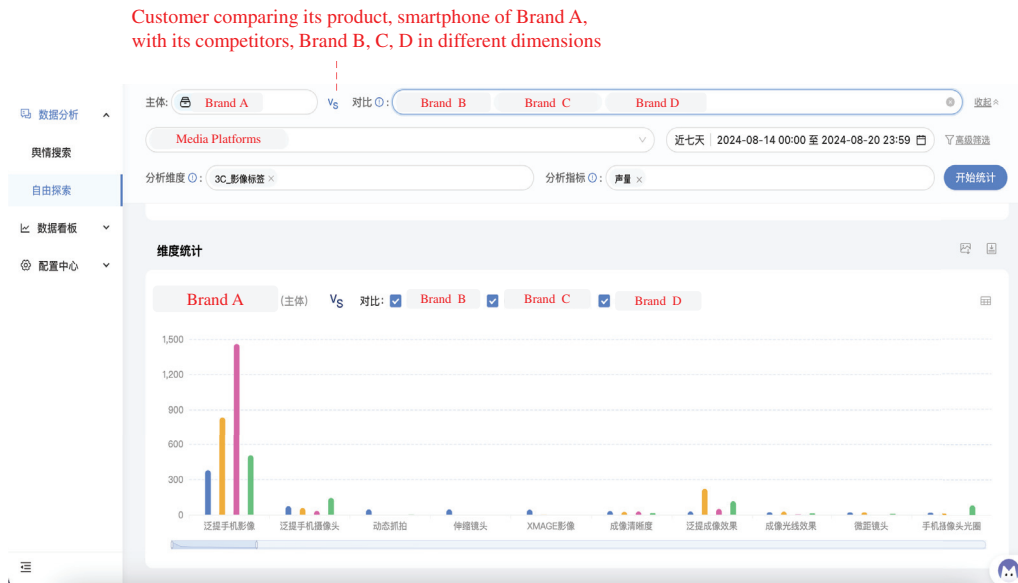 Customer comparing its product, smartphone of Brand A,
with its competitors, Brand B, C, D in different dimensions
主体: Brand A VS 对比 : Brand B Brand C Brand D 收起
数据分析
Media Platforms 近七天 2024-08-14 00:00 至 2024-08-20 23:59 高级筛选
舆情搜索
分析维度 : 3C_影像标签 × 分析指标 : 声量 × 开始统计
自由探索
数据看板
维度统计
配置中心
Brand A (主体) VS 对比: Brand B Brand C Brand D
1,500
1,200
900
600
300
0
泛提手机影像 泛提手机摄像头 动态抓拍 伸缩镜头 XMAGE影像 成像清晰度 泛提成像效果 成像光线效果 微距镜头 手机摄像头光圈